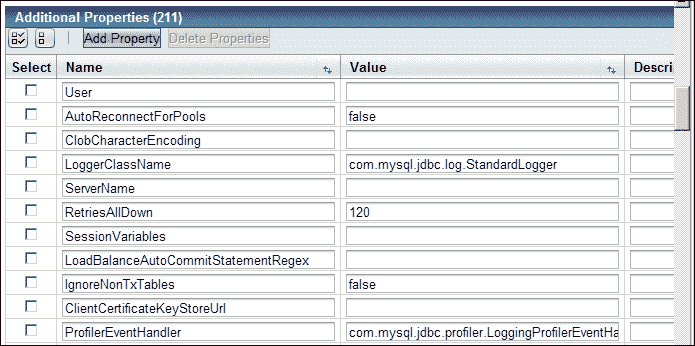 Additional Properties (211)
Add Property Delete Properties
Select Name Value Descri
User
AutoReconnectForPools false
ClobCharacterEncoding
LoggerClassName com.mysql.jdbc.log.StandardLogger
ServerName
RetriesAllDown 120
SessionVariables
LoadBalanceAutoCommitStatementRegex
IgnoreNonTxTables false
ClientCertificateKeyStoreUrl
ProfilerEventHandler com.mysql.jdbc.profiler.LoggingProfilerEventHa